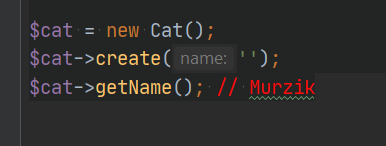 $cat = new Cat();
$cat->create( name: '');
$cat->getName(); // Murzik